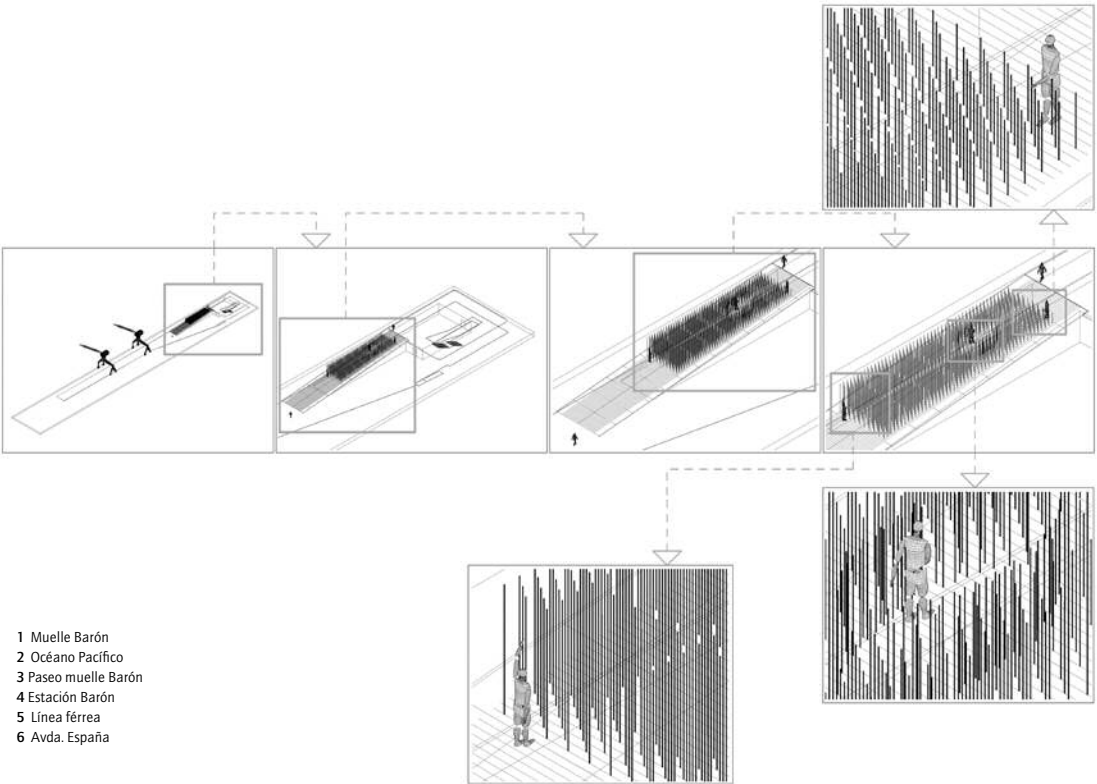 1 Muelle Barón
2 Océano Pacífico
3 Paseo muelle Barón
4 Estación Barón
5 Línea férrea
6 Avda. España